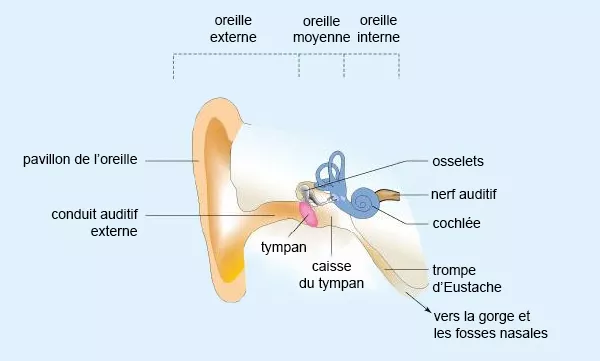 oreille
externe
oreille
moyenne
oreille
interne
pavillon de l'oreille
conduit auditif
externe
tympan
caisse
du tympan
osselets
nerf auditif
cochlée
trompe
d'Eustache
vers la gorge et
les fosses nasales